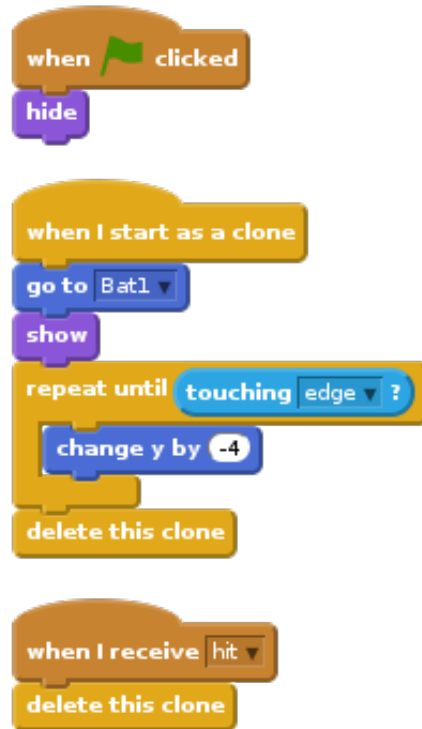 when clicked
hide
when I start as a clone
go to Bat1
show
repeat until touching edge ?
change y by -4
delete this clone
when I receive hit
delete this clone